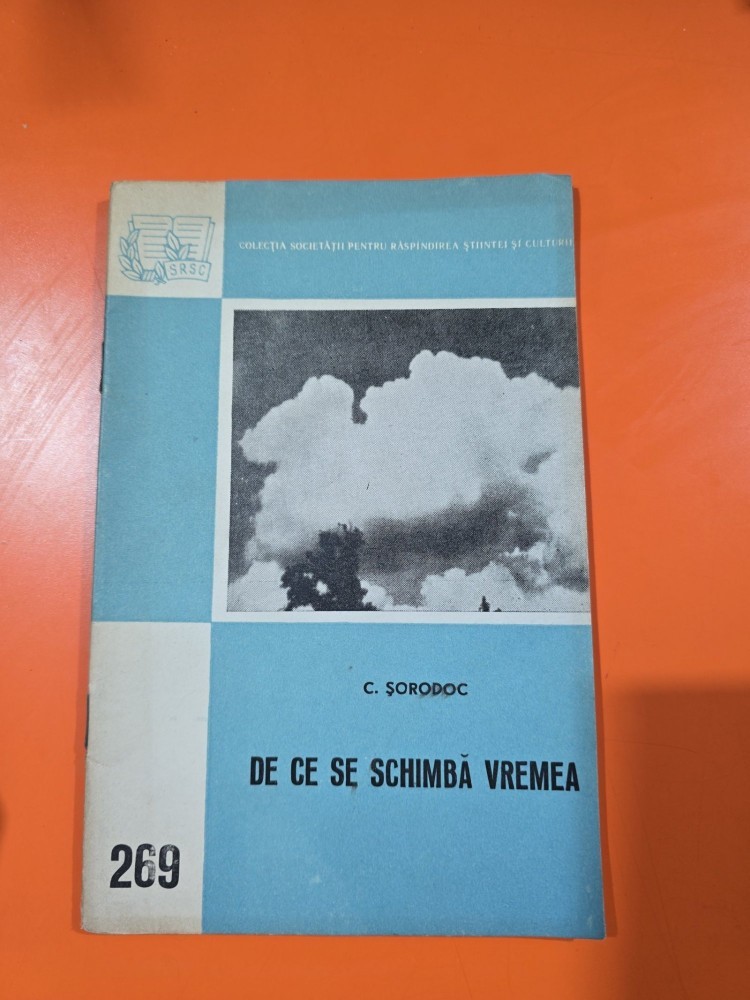 SRSC
COLECȚIA SOCIETĂȚII PENTRU RĂSPÎNDIREA ȘTIINȚEI ȘI CULTURII
C. ȘORODOC
DE CE SE SCHIMBĂ VREMEA
269